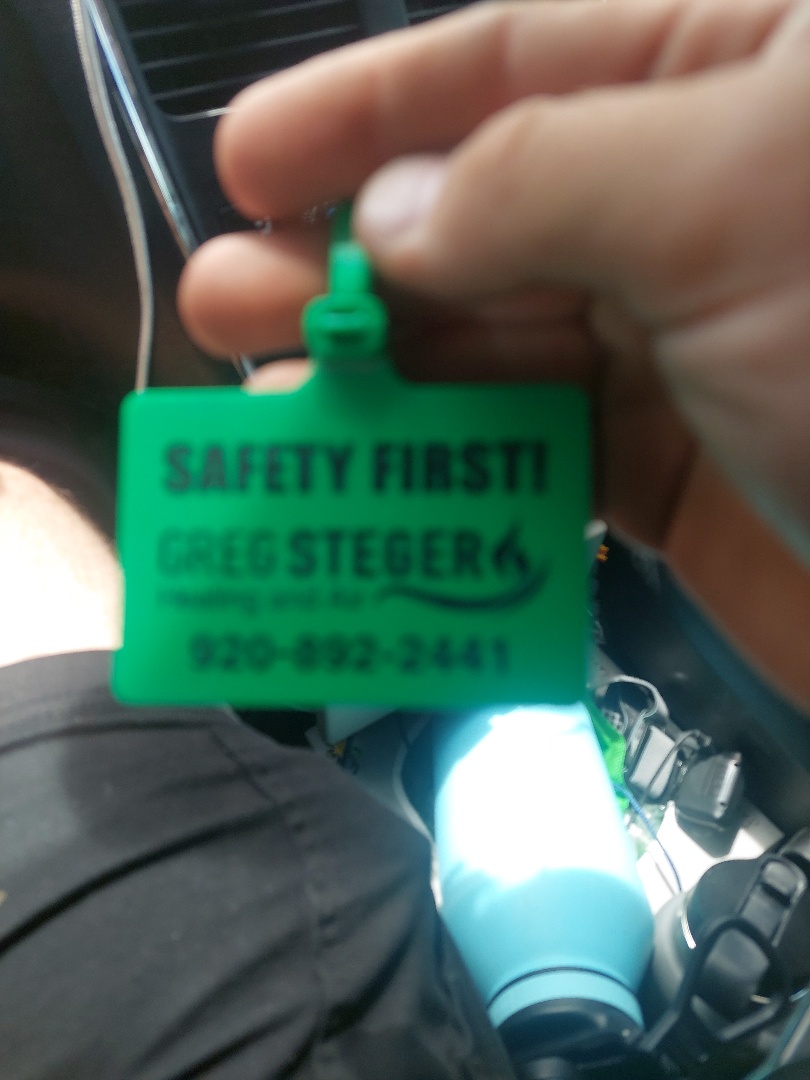 SAFETY FIRST!
GREG STEGER
Heating and Air
920-892-2441